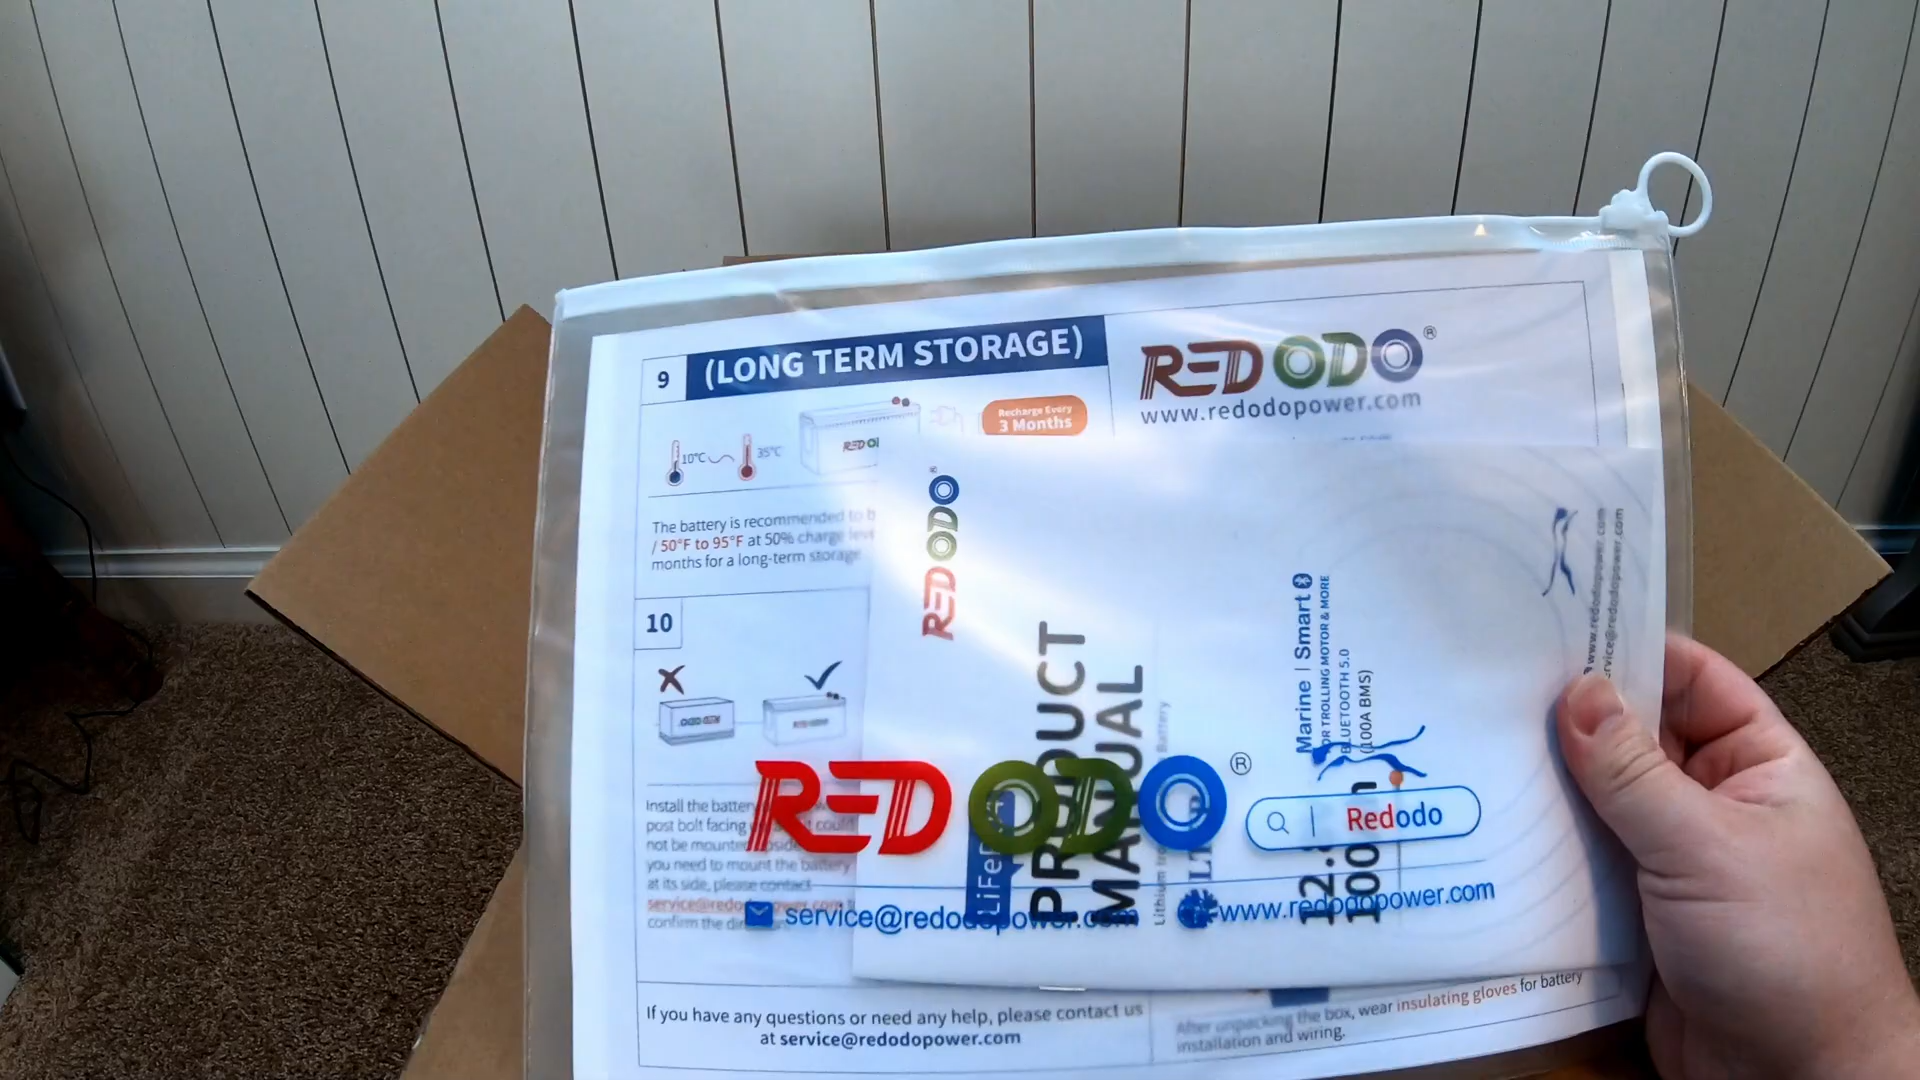 9 (LONG TERM STORAGE)
REDODO®
www.redodopower.com
Recharge Every
3 Months
10°C 35°C
REDO
The battery is recommended to b
/ 50°F to 95°F at 50% charge leve
months for a long-term storage
10
Install the batter
post bolt facing
could
not be mounted
you need to mount the battery
at its side, please contact
service@redodopower.com
confirm the
If you have any questions or need any help, please contact us
at service@redodopower.com
After unpacking the box, wear insulating gloves for battery
installation and wiring.
REDODO®
PRODUCT
MANUAL
Battery
Marine | Smart
OR TROLLING MOTOR & MORE
BLUETOOTH 5.0
(100A BMS)
www.redodopower.com
service@redodopower.com
REDODO®
Redodo
service@redodopower.com
www.redodopower.com